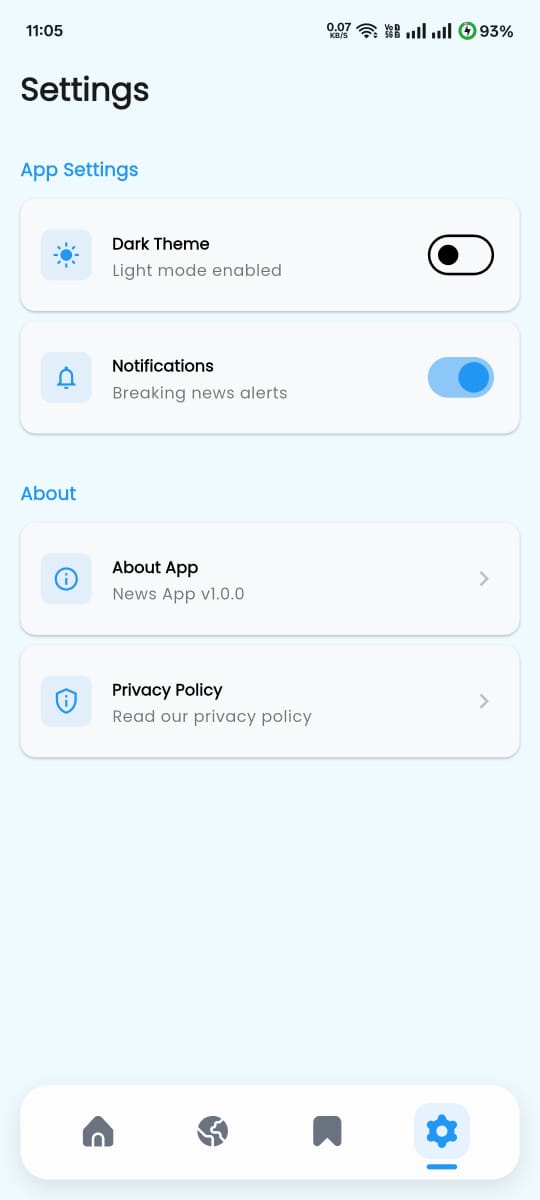 11:05
0.07
KB/S
Vo
5G
93%
Settings
App Settings
Dark Theme
Light mode enabled
Notifications
Breaking news alerts
About
About App
News App v1.0.0
Privacy Policy
Read our privacy policy